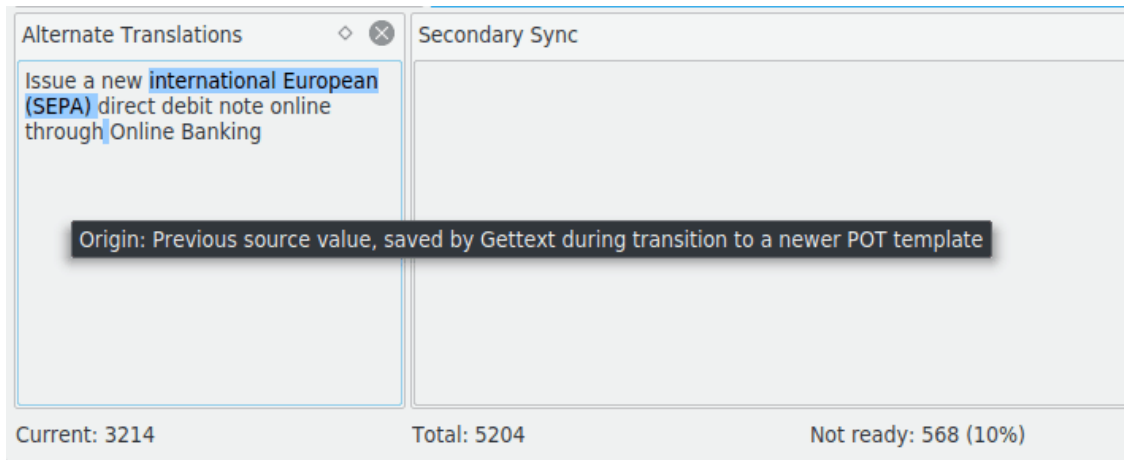 Alternate Translations
Secondary Sync
Issue a new international European
(SEPA) direct debit note online
through Online Banking
Origin: Previous source value, saved by Gettext during transition to a newer POT template
Current: 3214
Total: 5204
Not ready: 568 (10%)